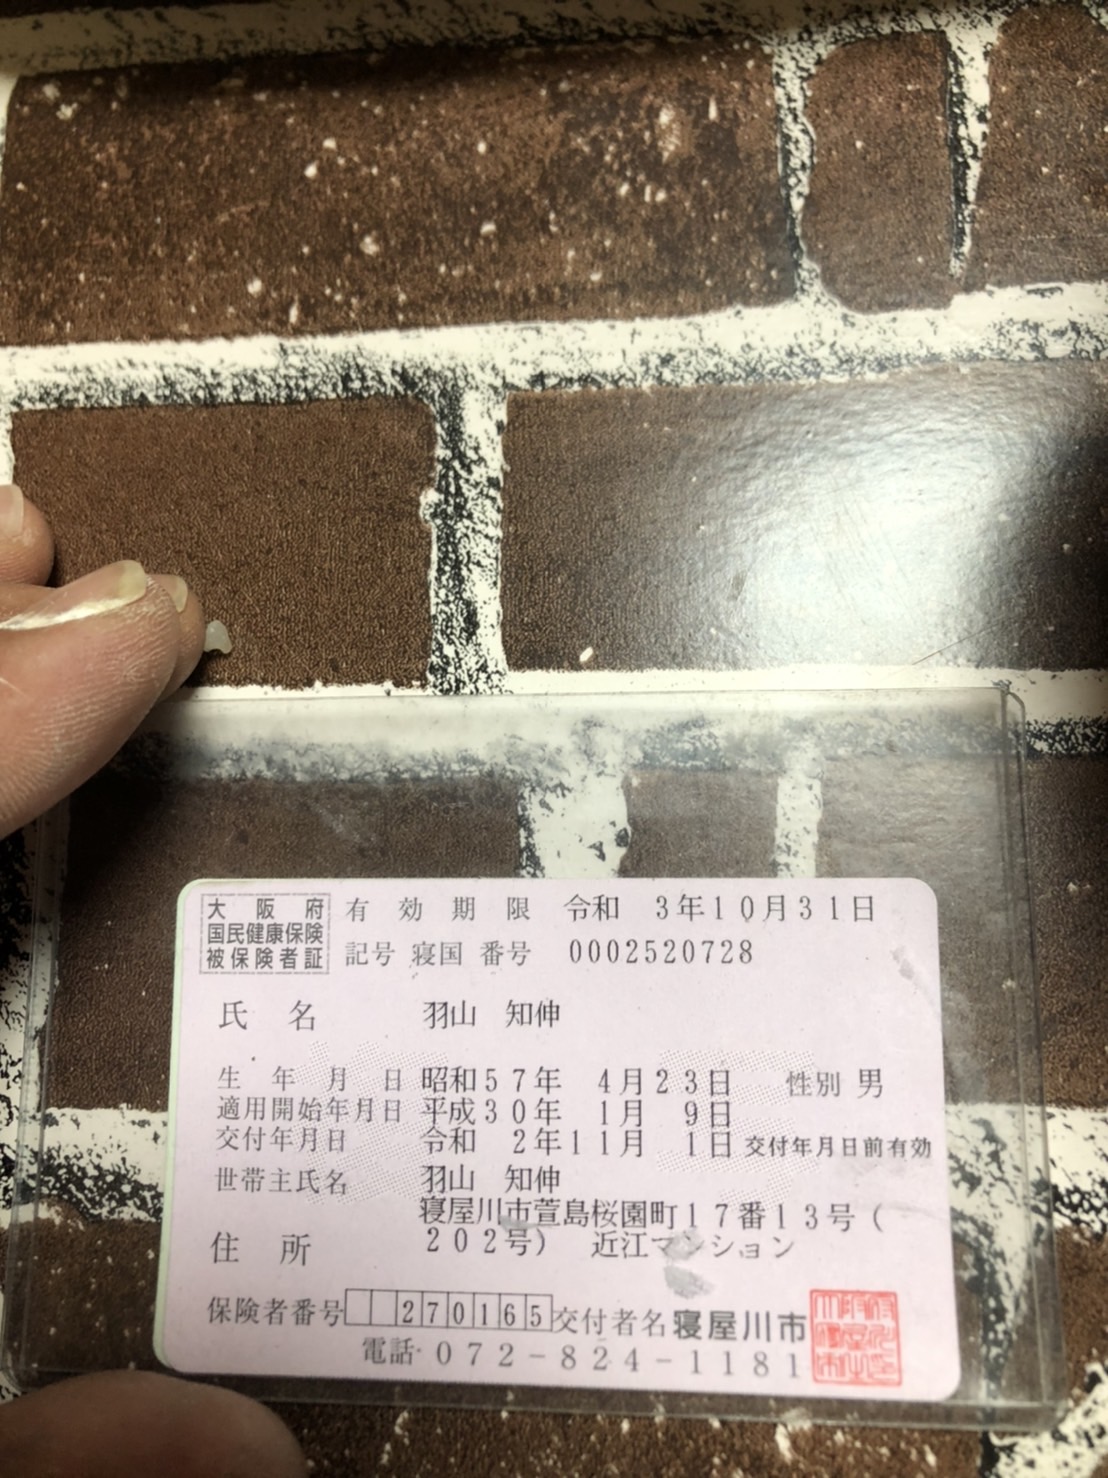 大阪府
国民健康保険
被保険者証
有効期限 令和 3年10月31日
記号 寝国 番号 0002520728
氏名 羽山 知伸
生年月日 昭和57年 4月23日 性別 男
適用開始年月日 平成30年 1月 9日
交付年月日 令和 2年11月 1日 交付年月日前有効
世帯主氏名 羽山 知伸
住所 寝屋川市萱島桜園町17番13号(
202号) 近江マンション
保険者番号 270165 交付者名 寝屋川市
電話 072-824-1181